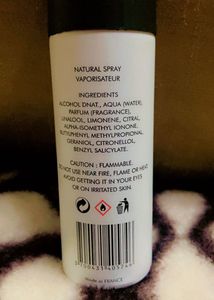 NATURAL SPRAY
VAPORISATEUR
INGREDIENTS
ALCOHOL DNAT., AQUA (WATER),
PARFUM (FRAGRANCE),
LINALOOL, LIMONENE, CITRAL,
ALPHA-ISOMETHYL IONONE,
BUTYLPHENYL METHYLPROPIONAL,
GERANIOL, CITRONELLOL,
BENZYL SALICYLATE.
CAUTION : FLAMMABLE.
DO NOT USE NEAR FIRE, FLAME OR HEAT
AVOID GETTING IT IN YOUR EYES
OR ON IRRITATED SKIN.
Made in FRANCE